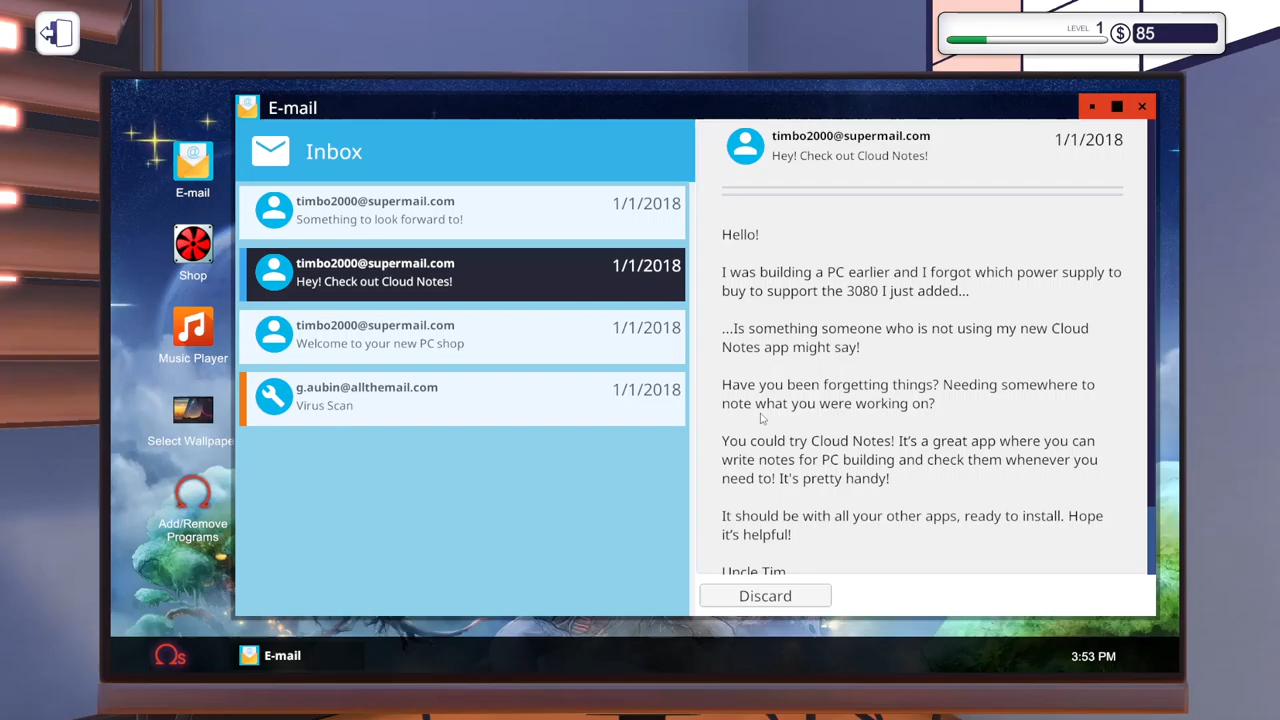 LEVEL 1
$ 85
E-mail
Inbox
timbo2000@supermail.com 1/1/2018
Something to look forward to!
timbo2000@supermail.com 1/1/2018
Hey! Check out Cloud Notes!
timbo2000@supermail.com 1/1/2018
Welcome to your new PC shop
g.aubin@allthemail.com 1/1/2018
Virus Scan
timbo2000@supermail.com 1/1/2018
Hey! Check out Cloud Notes!
Hello!
I was building a PC earlier and I forgot which power supply to
buy to support the 3080 I just added...
...Is something someone who is not using my new Cloud
Notes app might say!
Have you been forgetting things? Needing somewhere to
note what you were working on?
You could try Cloud Notes! It's a great app where you can
write notes for PC building and check them whenever you
need to! It's pretty handy!
It should be with all your other apps, ready to install. Hope
it's helpful!
Uncle Tim
Discard
E-mail
Shop
Music Player
Select Wallpape
Add/Remove
Programs
Ωs
E-mail
3:53 PM